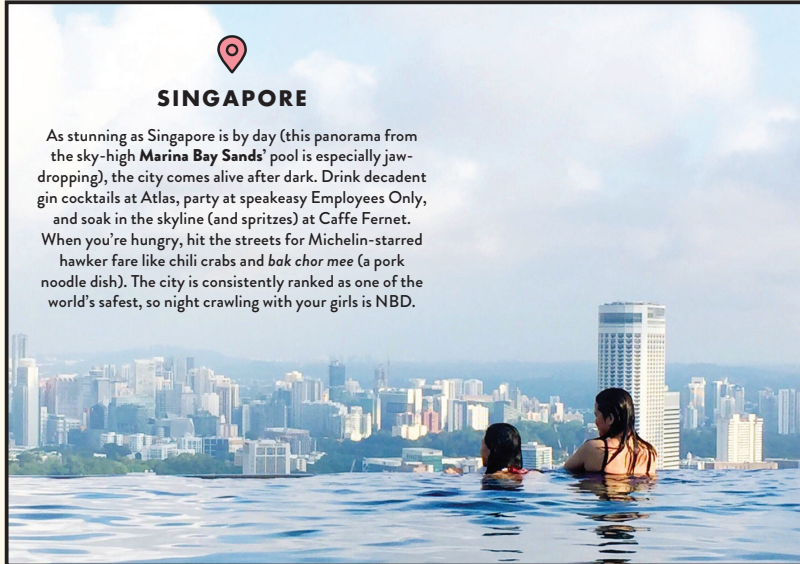 SINGAPORE
As stunning as Singapore is by day (this panorama from
the sky-high Marina Bay Sands’ pool is especially jaw-
dropping), the city comes alive after dark. Drink decadent
gin cocktails at Atlas, party at speakeasy Employees Only,
and soak in the skyline (and spritzes) at Caffe Fernet.
When you’re hungry, hit the streets for Michelin-starred
hawker fare like chili crabs and bak chor mee (a pork
noodle dish). The city is consistently ranked as one of the
world’s safest, so night crawling with your girls is NBD.